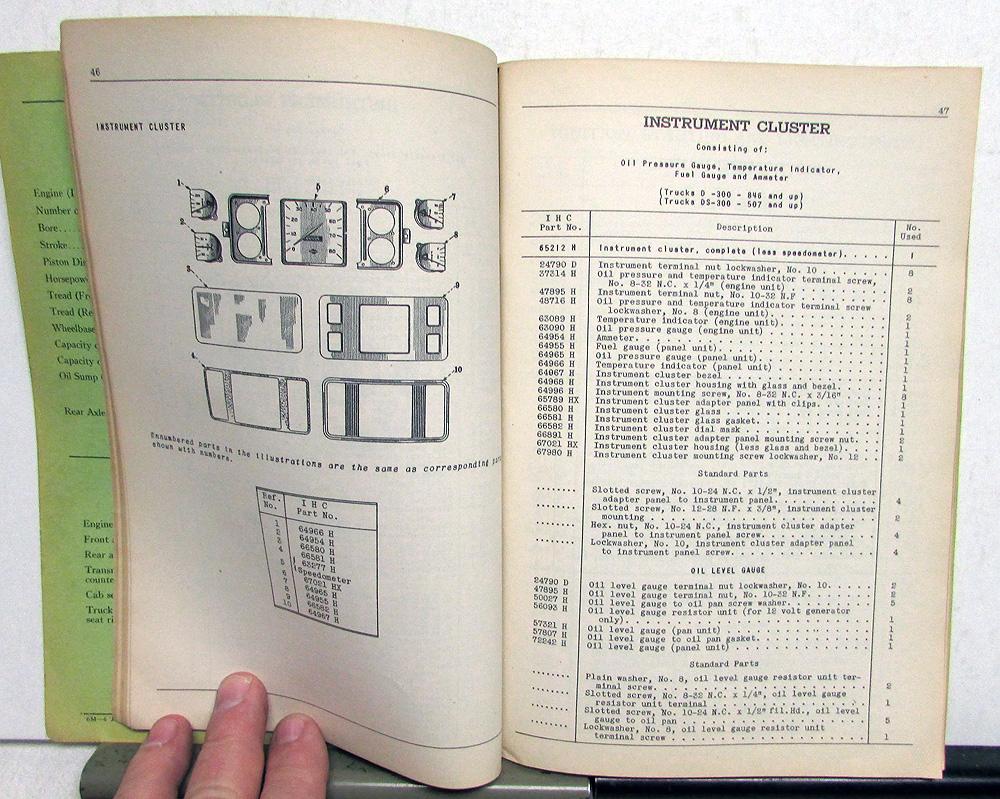 Engine (I
Number o
Bore....
Stroke...
Piston Dis
Horsepow
Tread (Fr
Tread (Re
Wheelbase
Capacity o
Capacity o
Oil Sump (
Rear Axle
Engine
Front a
Rear a
Transm
counte
Cab se
Truck
seat ri
46
INSTRUMENT CLUSTER
1
2
3
4
5
6
7
8
9
10
Ennumbered parts in the illustrations are the same as corresponding
shown with numbers.
Ref. No. I H C Part No.
1 64966 H
2 64954 H
3 66580 H
4 66581 H
5 63277 H
(Speedometer
6 67021 HX
7 64965 H
8 64955 H
9 66582 H
10 64967 H
47
INSTRUMENT CLUSTER
Consisting of:
Oil Pressure Gauge, Temperature Indicator,
Fuel Gauge and Ammeter
(Trucks D -300 - 846 and up)
(Trucks DS-300 - 507 and up)
I H C Part No. Description No. Used
65212 H Instrument cluster, complete (less speedometer)..... 1
24790 D Instrument terminal nut lockwasher, No. 10 ....... 8
37314 H Oil pressure and temperature indicator terminal screw,
No. 8-32 N.C. x 1/4" (engine unit)........ 2
47895 H Instrument terminal nut, No. 10-32 N.F. ........ 8
48716 H Oil pressure and temperature indicator terminal screw
lockwasher, No. 8 (engine unit)........... 2
63089 H Temperature indicator (engine unit)........... 1
63090 H Oil pressure gauge (engine unit)............ 1
64954 H Ammeter......................... 1
64955 H Fuel gauge (panel unit)................ 1
64965 H Oil pressure gauge (panel unit)............ 1
64966 H Temperature indicator (panel unit) .......... 1
64967 H Instrument cluster bezel ............... 1
64968 H Instrument cluster housing with glass and bezel..... 1
64996 H Instrument mounting screw, No. 8-32 N.C. x 3/16" .... 8
65789 HX Instrument cluster adapter panel with clips....... 1
66580 H Instrument cluster glass ............... 1
66581 H Instrument cluster glass gasket............ 1
66582 H Instrument cluster dial mask ............. 1
66891 H Instrument cluster adapter panel mounting screw nut. . 2
67021 HX Instrument cluster housing (less glass and bezel).... 1
67980 H Instrument cluster mounting screw lockwasher, No. 12 .. 2
Standard Parts
........ Slotted screw, No. 10-24 N.C. x 1/2", instrument cluster
adapter panel to instrument panel.......... 4
........ Slotted screw, No. 12-28 N.F. x 3/8", instrument cluster
mounting ....................... 2
........ Hex. nut, No. 10-24 N.C., instrument cluster adapter
panel to instrument panel screw........... 4
........ Lockwasher, No. 10, instrument cluster adapter panel
to instrument panel screw.............. 4
OIL LEVEL GAUGE
24790 D Oil level gauge terminal nut lockwasher, No. 10..... 2
47895 H Oil level gauge terminal nut, No. 10-32 N.F. ...... 2
50027 H Oil level gauge to oil pan screw washer......... 5
56093 H Oil level gauge resistor unit (for 12 volt generator
only)......................... 1
57321 H Oil level gauge (pan unit) .............. 1
57807 H Oil level gauge to oil pan gasket........... 1
72242 H Oil level gauge (panel unit) ............. 1
Standard Parts
........ Plain washer, No. 8, oil level gauge resistor unit ter-
minal screw...................... 2
........ Slotted screw, No. 8-32 N.C. x 1/4", oil level gauge
resistor unit terminal ............... 1
........ Slotted screw, No. 10-24 N.C. x 1/2" fil.Hd., oil level
gauge to oil pan ................... 5
........ Lockwasher, No. 8, oil level gauge resistor unit
terminal screw .................... 1